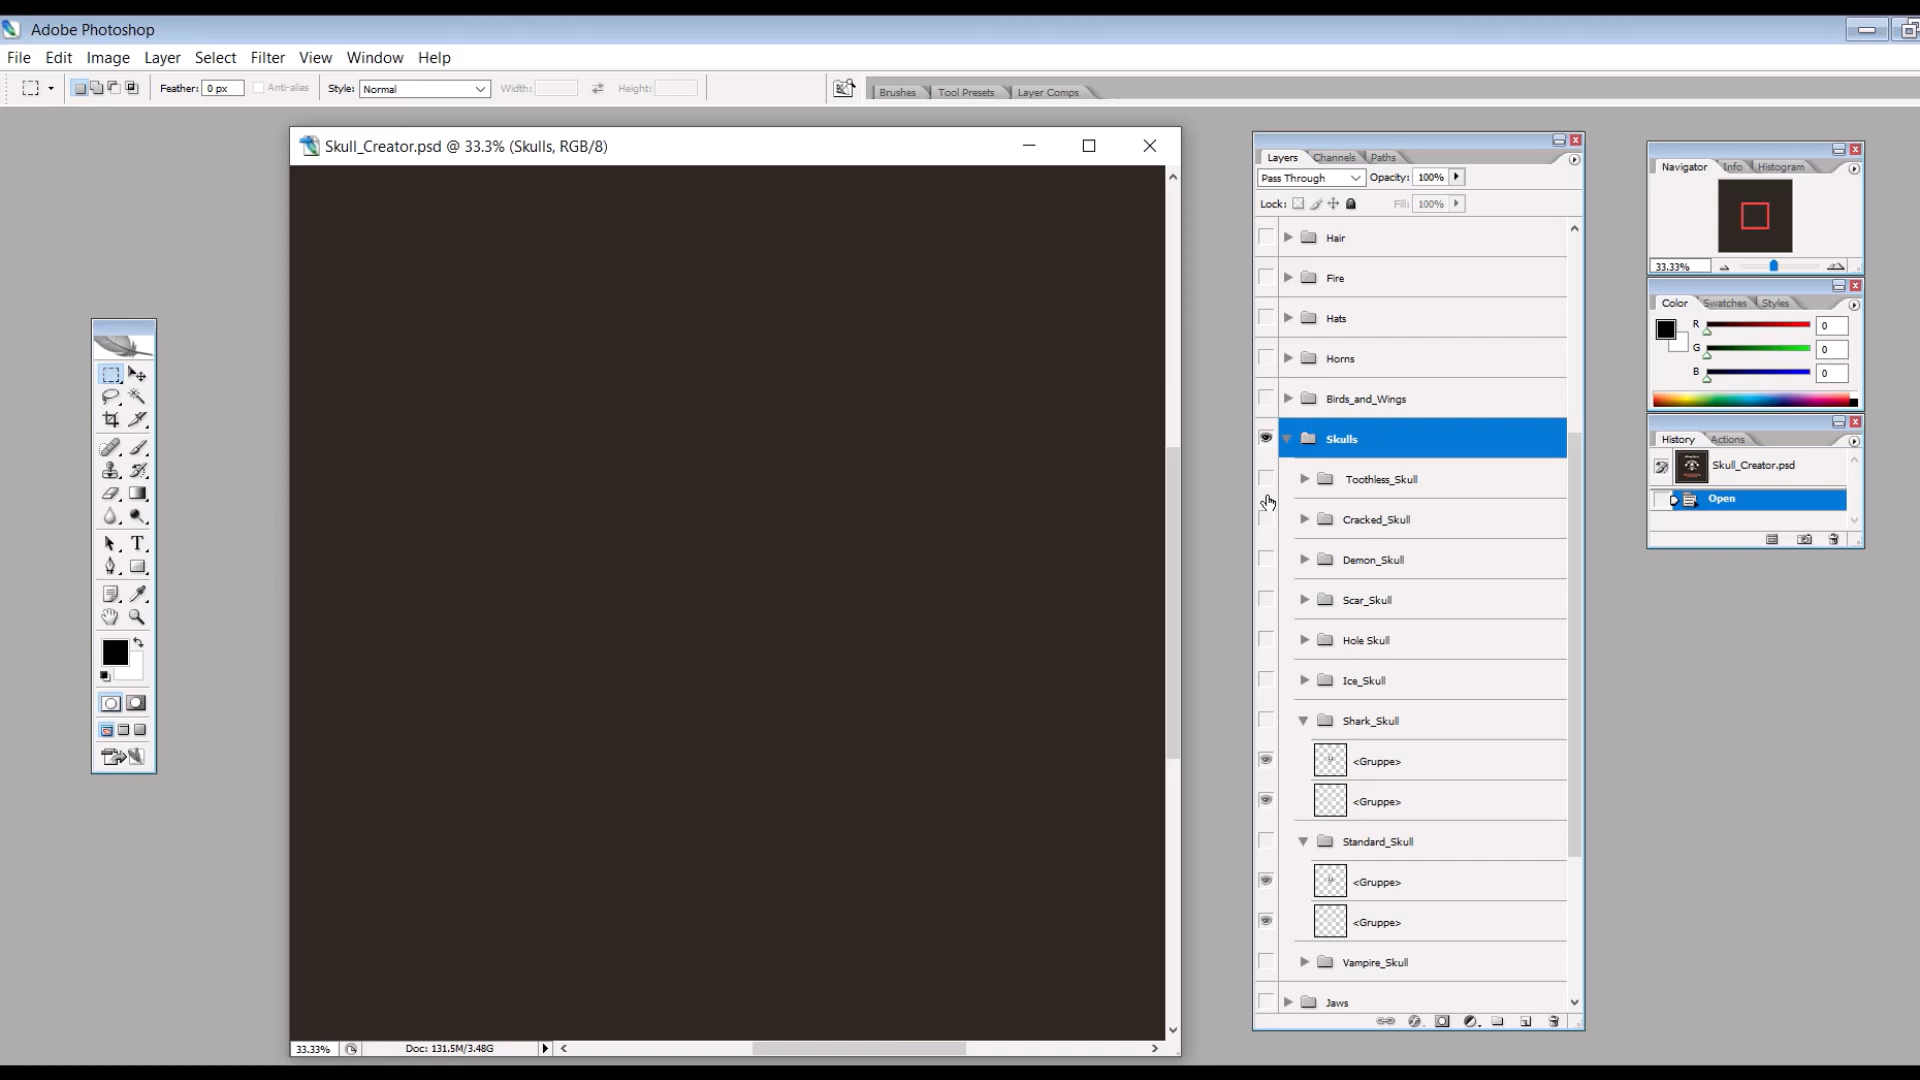 Adobe Photoshop
File Edit Image Layer Select Filter View Window Help
Feather: 0 px Anti-alias Style: Normal Width: Height: Brushes Tool Presets Layer Comps
Skull_Creator.psd @ 33.3% (Skulls, RGB/8)
33.33% Doc: 131.5M/3.48G
Layers Channels Paths
Pass Through Opacity: 100%
Lock: Fill: 100%
Hair
Fire
Hats
Horns
Birds_and_Wings
Skulls
Toothless_Skull
Cracked_Skull
Demon_Skull
Scar_Skull
Hole Skull
Ice_Skull
Shark_Skull
<Gruppe>
<Gruppe>
Standard_Skull
<Gruppe>
<Gruppe>
Vampire_Skull
Jaws
Navigator Info Histogram
33.33%
Color Swatches Styles
R 0
G 0
B 0
History Actions
Skull_Creator.psd
Open